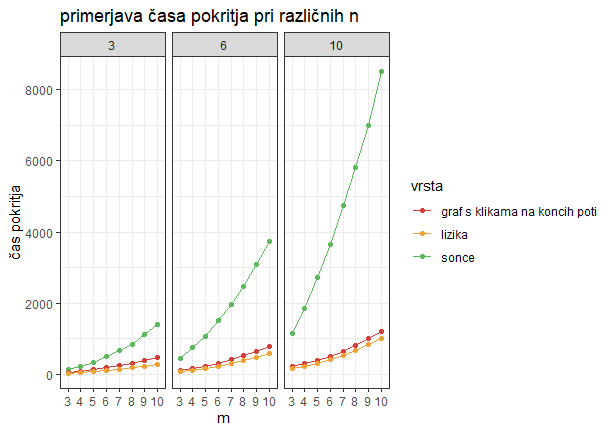 primerjava časa pokritja pri različnih n
3 6 10
8000
6000
4000
2000
0
čas pokritja
3 4 5 6 7 8 9 10 3 4 5 6 7 8 9 10 3 4 5 6 7 8 9 10
m
vrsta
graf s klikama na koncih poti
lizika
sonce